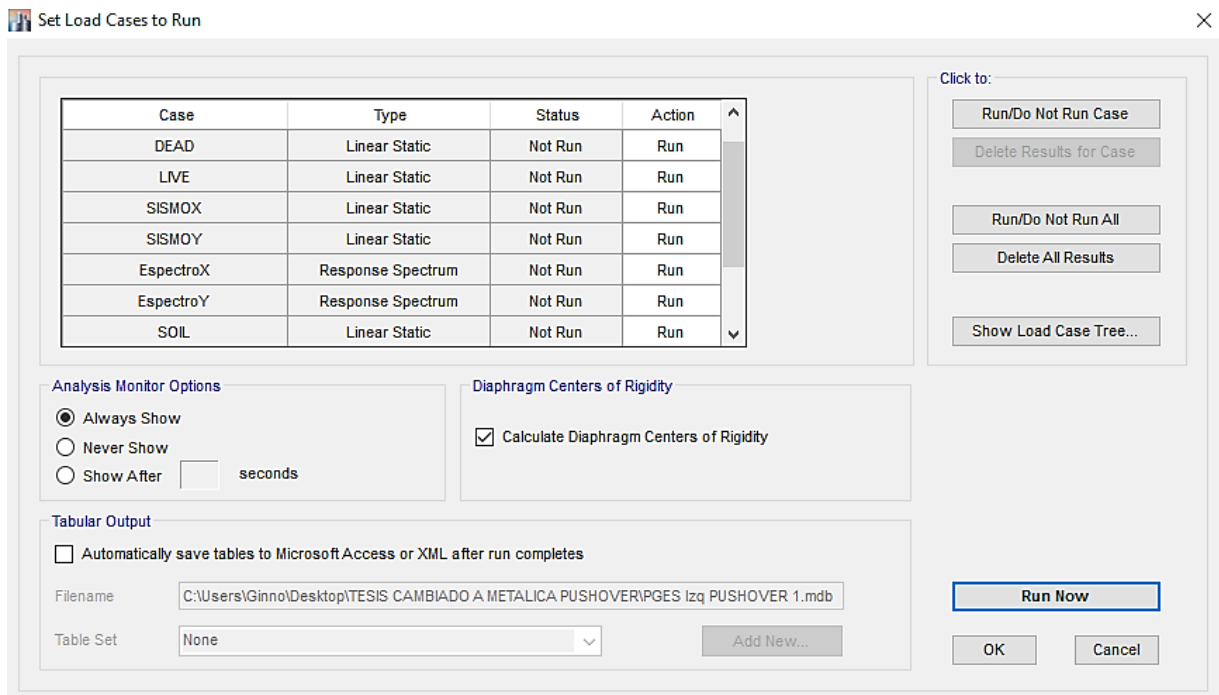 Set Load Cases to Run
Click to:
Case Type Status Action
DEAD Linear Static Not Run Run
LIVE Linear Static Not Run Run
SISMOX Linear Static Not Run Run
SISMOY Linear Static Not Run Run
EspectroX Response Spectrum Not Run Run
EspectroY Response Spectrum Not Run Run
SOIL Linear Static Not Run Run
Run/Do Not Run Case
Delete Results for Case
Run/Do Not Run All
Delete All Results
Show Load Case Tree...
Analysis Monitor Options
Always Show
Never Show
Show After seconds
Diaphragm Centers of Rigidity
Calculate Diaphragm Centers of Rigidity
Tabular Output
Automatically save tables to Microsoft Access or XML after run completes
Filename C:\Users\Ginno\Desktop\TESIS CAMBIADO A METALICA PUSHOVER\PGES Izq PUSHOVER 1.mdb
Table Set None Add New...
Run Now
OK Cancel